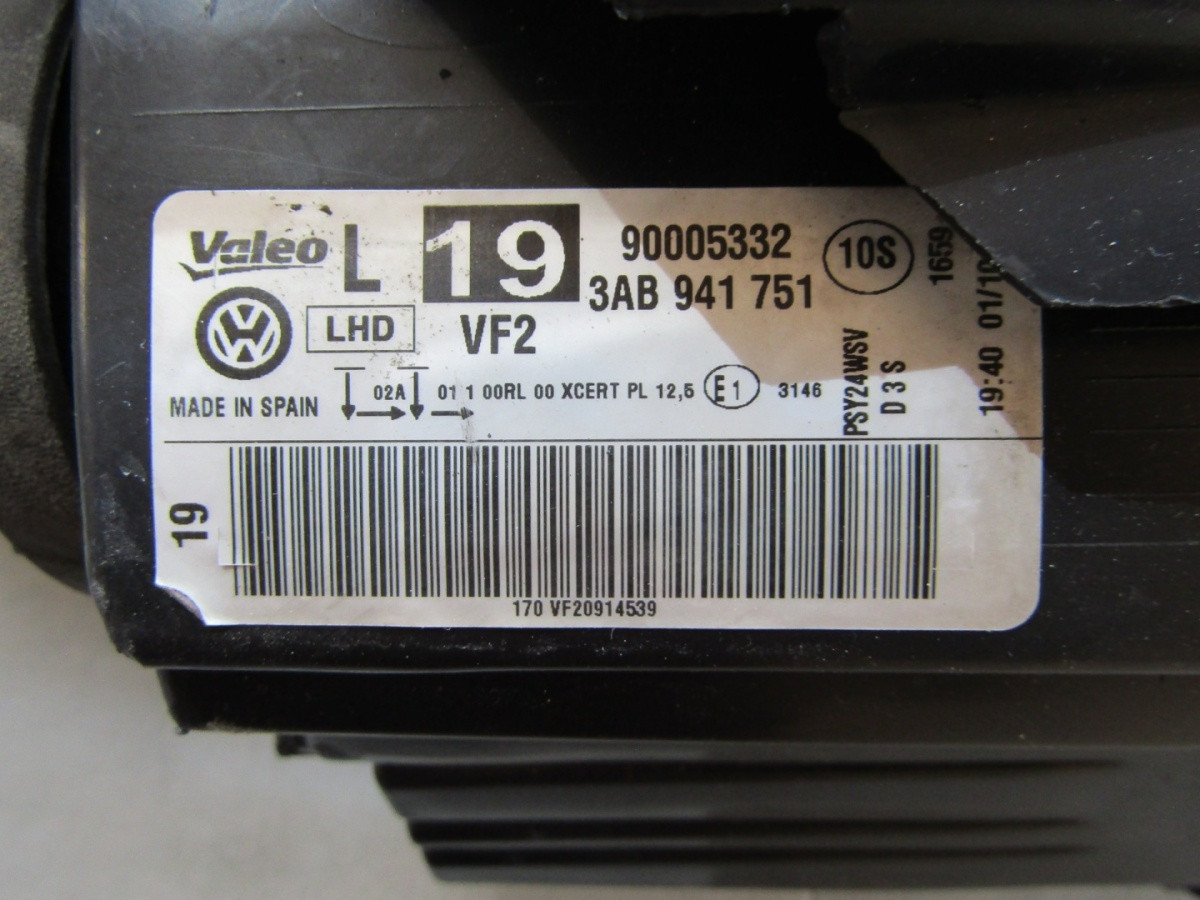 Valeo L 19 90005332 10S
3AB 941 751
LHD VF2
MADE IN SPAIN
02A 01 1 00RL 00 XCERT PL 12,5 E1 3146
PSY24WSV
D3S
1659
19:40 01/10
19
170 VF20914539